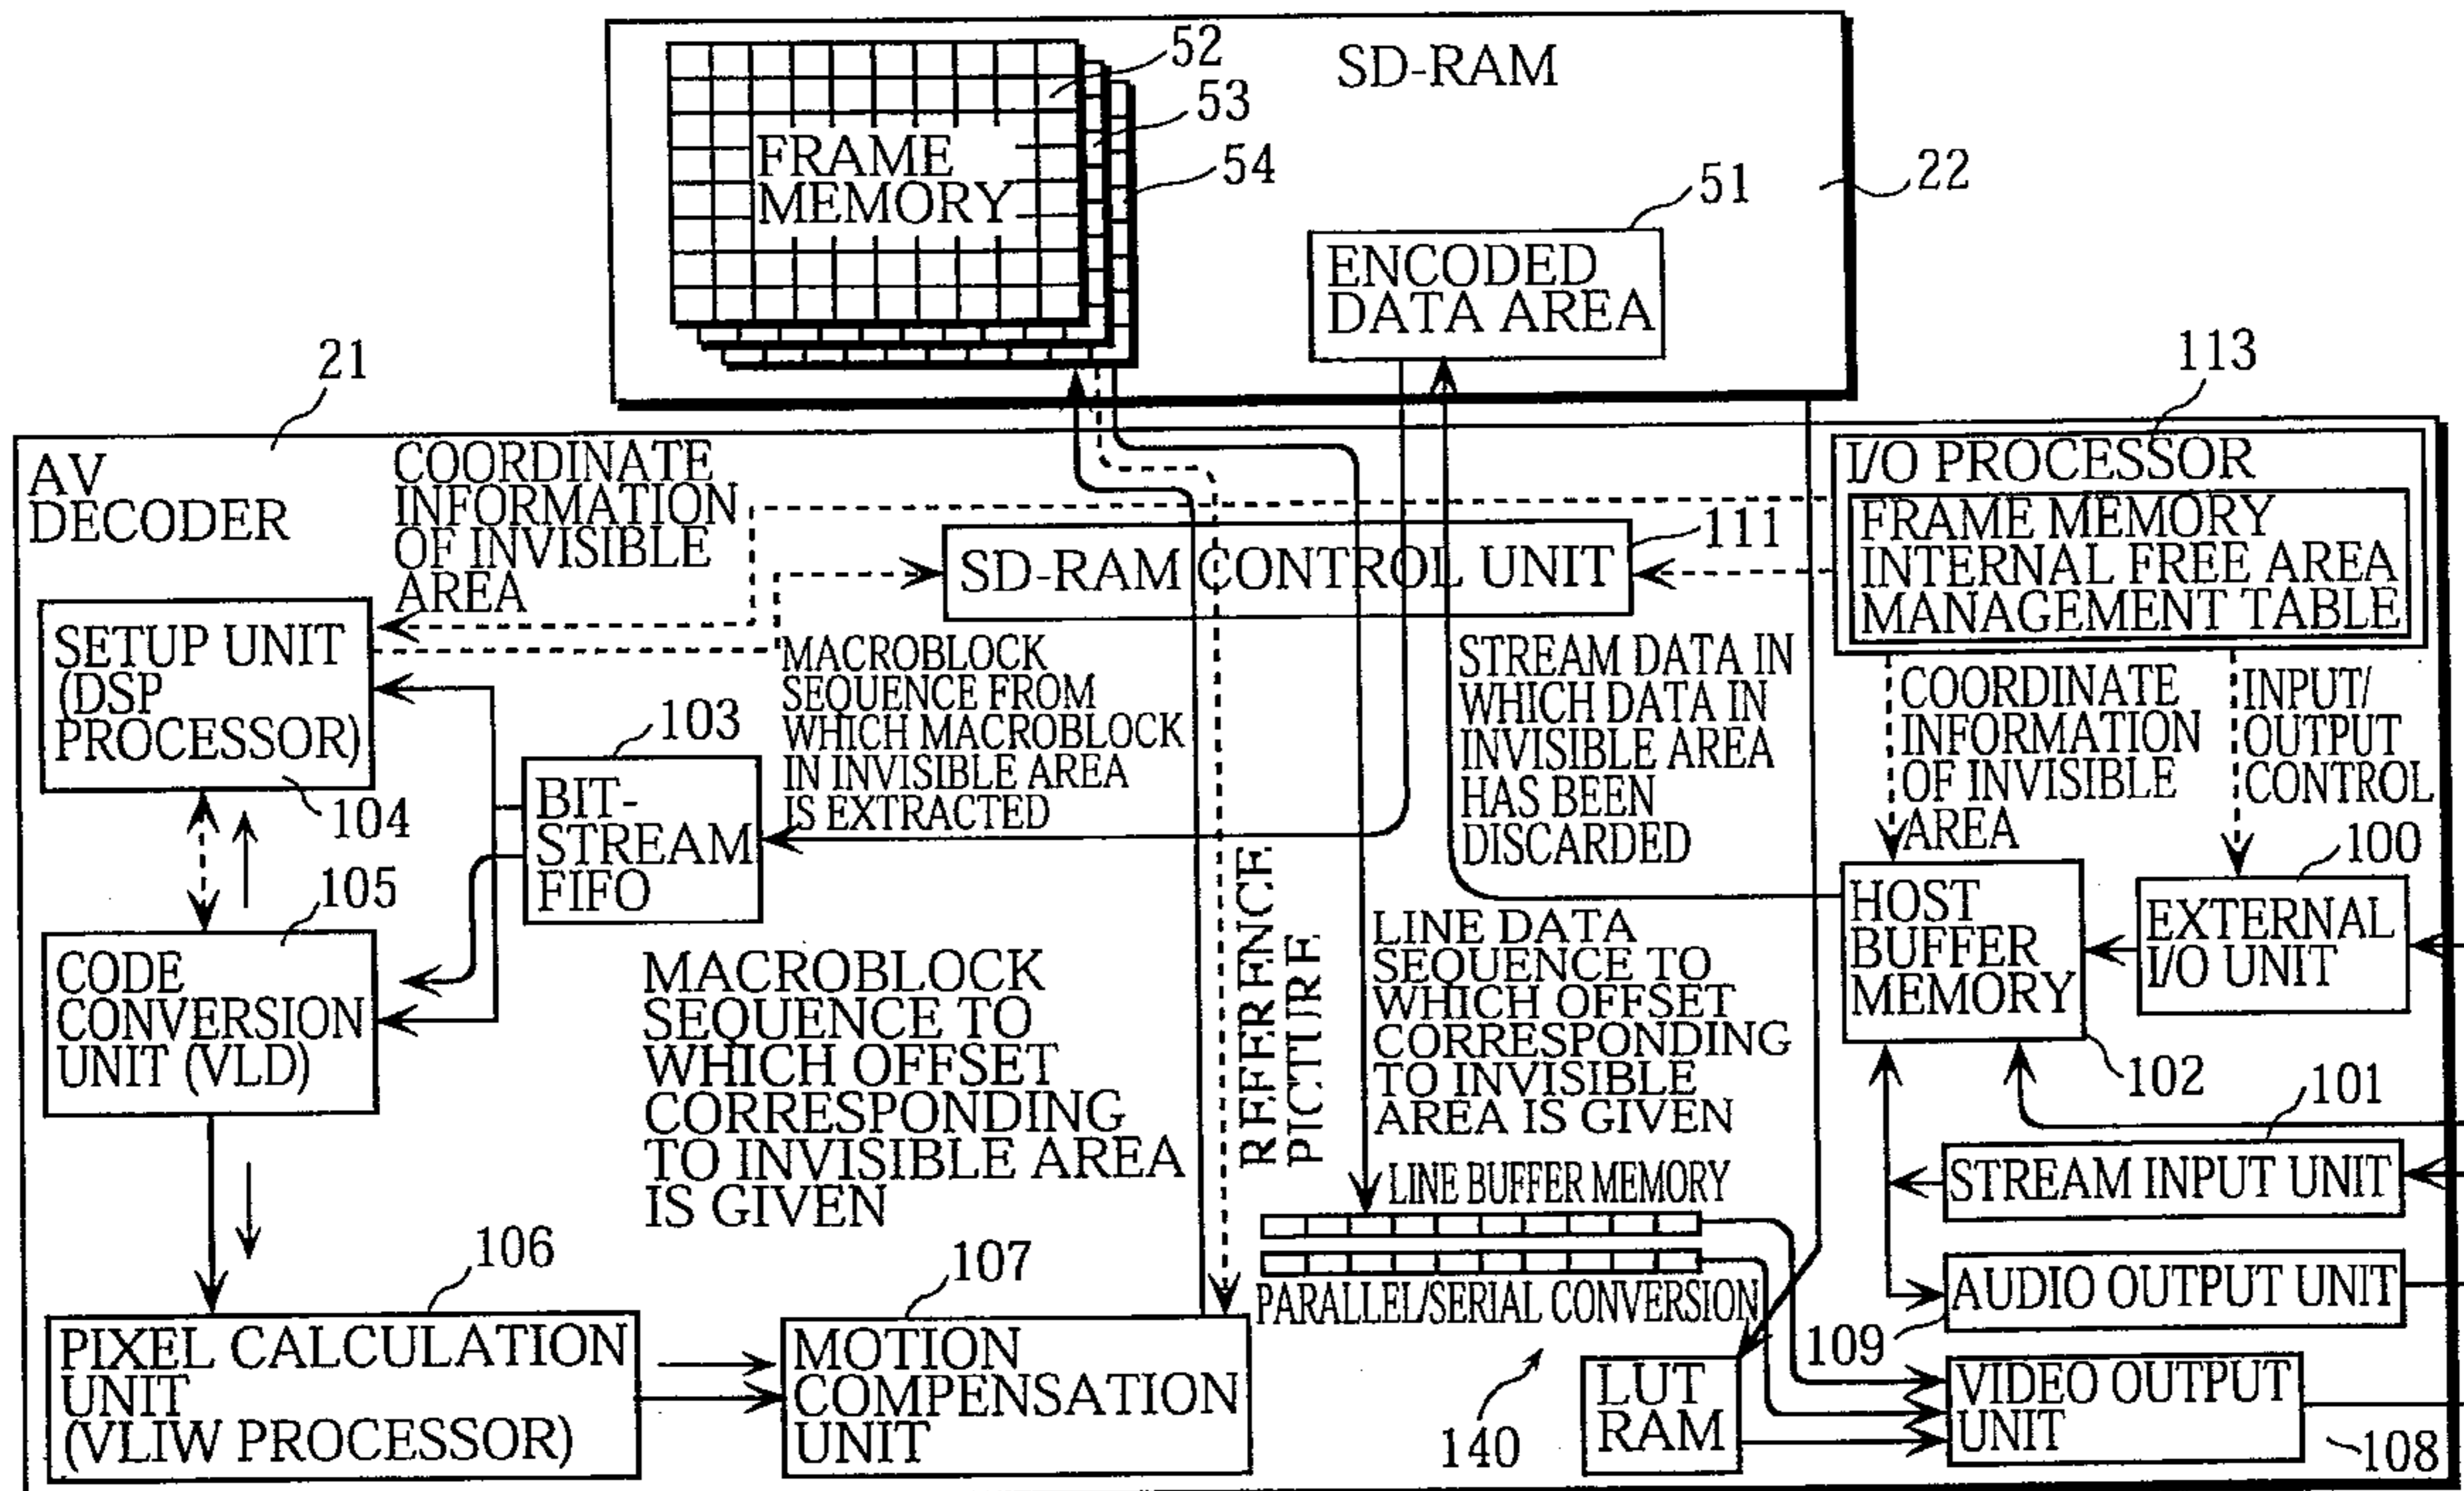 52
SD-RAM
53
FRAME
MEMORY
54
51
22
ENCODED
DATA AREA
21
113
AV
DECODER
COORDINATE
INFORMATION
OF INVISIBLE
AREA
I/O PROCESSOR
FRAME MEMORY
INTERNAL FREE AREA
MANAGEMENT TABLE
SD-RAM CONTROL UNIT
111
SETUP UNIT
(DSP
PROCESSOR)
104
MACROBLOCK
SEQUENCE FROM
WHICH MACROBLOCK
IN INVISIBLE AREA
IS EXTRACTED
STREAM DATA IN
WHICH DATA IN
INVISIBLE AREA
HAS BEEN
DISCARDED
COORDINATE
INFORMATION
OF INVISIBLE
AREA
INPUT/
OUTPUT
CONTROL
103
BIT-
STREAM
FIFO
105
CODE
CONVERSION
UNIT (VLD)
MACROBLOCK
SEQUENCE TO
WHICH OFFSET
CORRESPONDING
TO INVISIBLE AREA
IS GIVEN
REFERENCE
PICTURE
LINE DATA
SEQUENCE TO
WHICH OFFSET
CORRESPONDING
TO INVISIBLE
AREA IS GIVEN
HOST
BUFFER
MEMORY
102
100
EXTERNAL
I/O UNIT
101
STREAM INPUT UNIT
LINE BUFFER MEMORY
PARALLEL/SERIAL CONVERSION
AUDIO OUTPUT UNIT
109
106
PIXEL CALCULATION
UNIT
(VLIW PROCESSOR)
107
MOTION
COMPENSATION
UNIT
140
LUT
RAM
VIDEO OUTPUT
UNIT
108